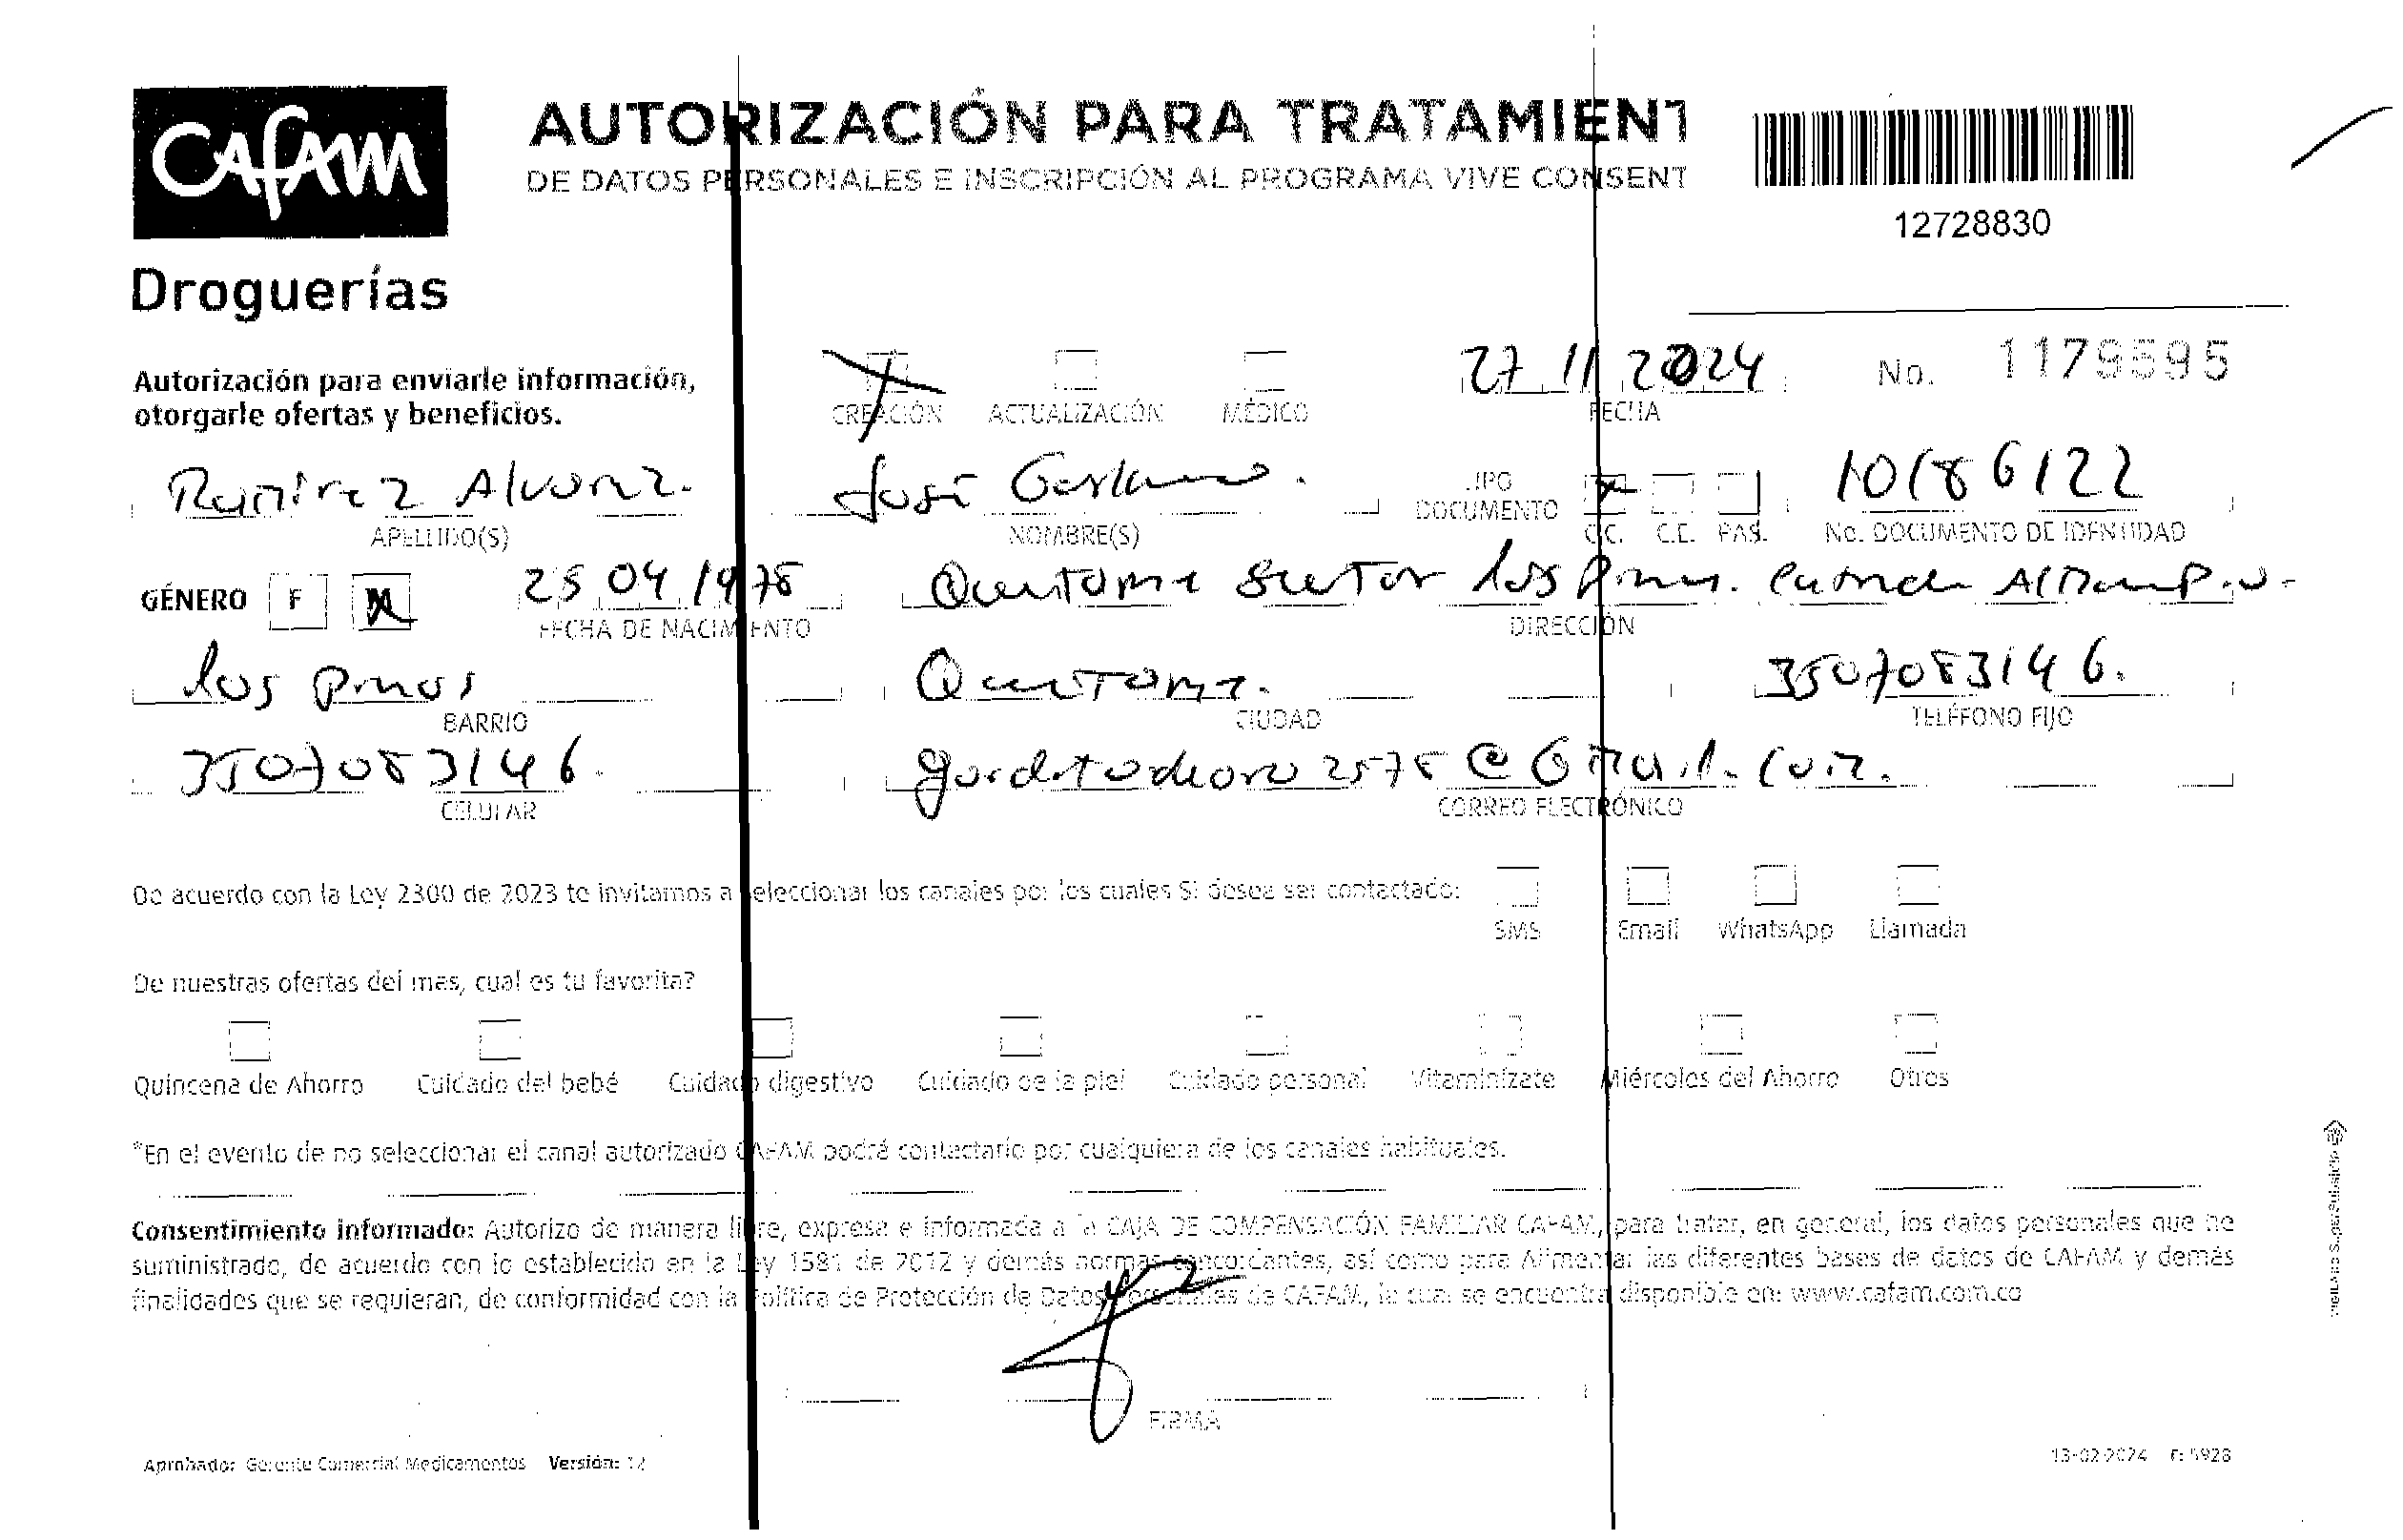 CAFAM
Droguerías
AUTORIZACIÓN PARA TRATAMIENT
DE DATOS PERSONALES E INSCRIPCIÓN AL PROGRAMA VIVE CONSENT
12728830
Autorización para enviarle información,
otorgarle ofertas y beneficios.
CREACIÓN ACTUALIZACIÓN MÉDICO
27 11 2024
FECHA
No. 1179595
Ramirez Alvarez.
APELLIDO(S)
José
NOMBRE(S)
TIPO
DOCUMENTO
C.C. C.E. PAS.
10186122
No. DOCUMENTO DE IDENTIDAD
GÉNERO F M
25 04 1975
FECHA DE NACIMIENTO
sector los
DIRECCIÓN
los pinos
BARRIO
CIUDAD
3507083146.
TELÉFONO FIJO
3507083146.
CELULAR
gorditodeoro2575@Gmail.com.
CORREO ELECTRÓNICO
De acuerdo con la Ley 2300 de 2023 te invitamos a seleccionar los canales por los cuales Si desea ser contactado:
SMS Email WhatsApp Llamada
De nuestras ofertas del mes, cual es tu favorita?
Quincena de Ahorro Cuidado del bebé Cuidado digestivo Cuidado de la piel Cuidado personal Vitaminízate Miércoles del Ahorro Otros
*En el evento de no seleccionar el canal autorizado CAFAM podrá contactarlo por cualquiera de los canales habituales.
Consentimiento informado: Autorizo de manera libre, expresa e informada a la CAJA DE COMPENSACIÓN FAMILIAR CAFAM, para tratar, en general, los datos personales que he
suministrado, de acuerdo con lo establecido en la Ley 1581 de 2012 y demás normas concordantes, así como para Alimentar las diferentes bases de datos de CAFAM y demás
finalidades que se requieran, de conformidad con la Política de Protección de Datos Personales de CAFAM, la cual se encuentra disponible en: www.cafam.com.co
FIRMA
Aprobado: Gerente Comercial Medicamentos Versión: 12
13-02-2024 F: 5928